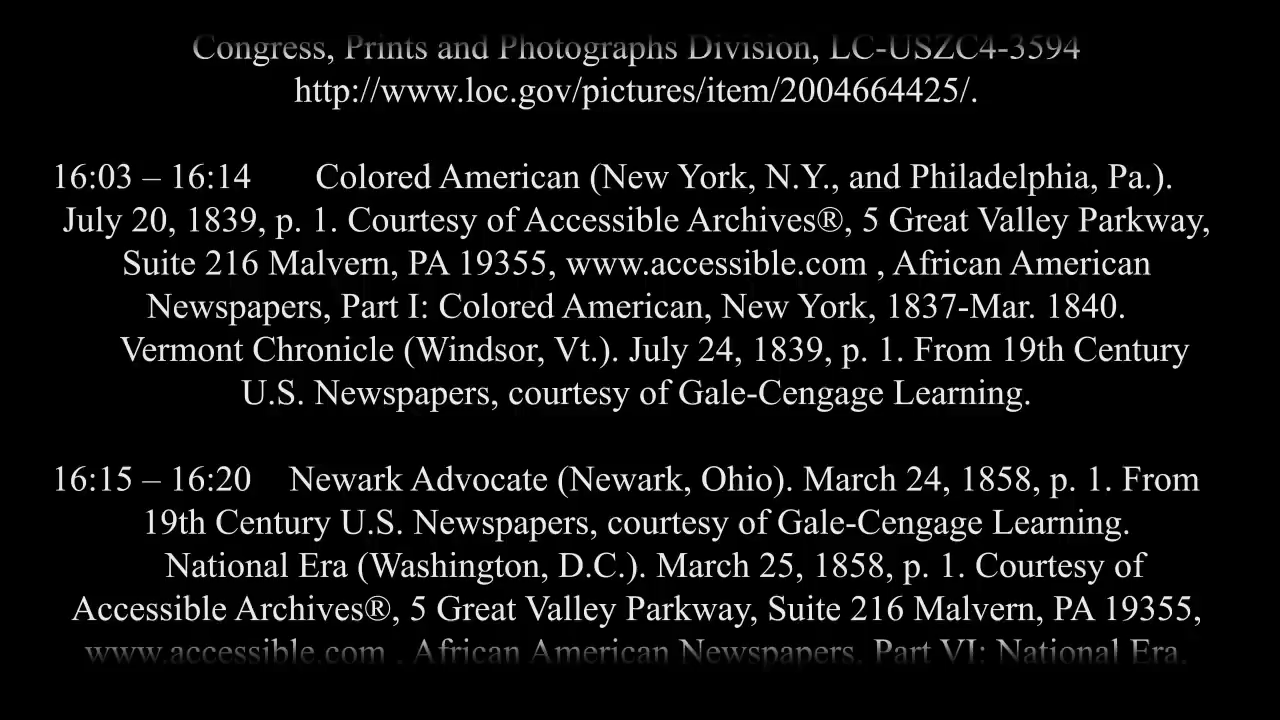 Congress, Prints and Photographs Division, LC-USZC4-3594
http://www.loc.gov/pictures/item/2004664425/.
16:03 – 16:14 Colored American (New York, N.Y., and Philadelphia, Pa.).
July 20, 1839, p. 1. Courtesy of Accessible Archives®, 5 Great Valley Parkway,
Suite 216 Malvern, PA 19355, www.accessible.com , African American
Newspapers, Part I: Colored American, New York, 1837-Mar. 1840.
Vermont Chronicle (Windsor, Vt.). July 24, 1839, p. 1. From 19th Century
U.S. Newspapers, courtesy of Gale-Cengage Learning.
16:15 – 16:20 Newark Advocate (Newark, Ohio). March 24, 1858, p. 1. From
19th Century U.S. Newspapers, courtesy of Gale-Cengage Learning.
National Era (Washington, D.C.). March 25, 1858, p. 1. Courtesy of
Accessible Archives®, 5 Great Valley Parkway, Suite 216 Malvern, PA 19355,
www.accessible.com , African American Newspapers, Part VI: National Era,